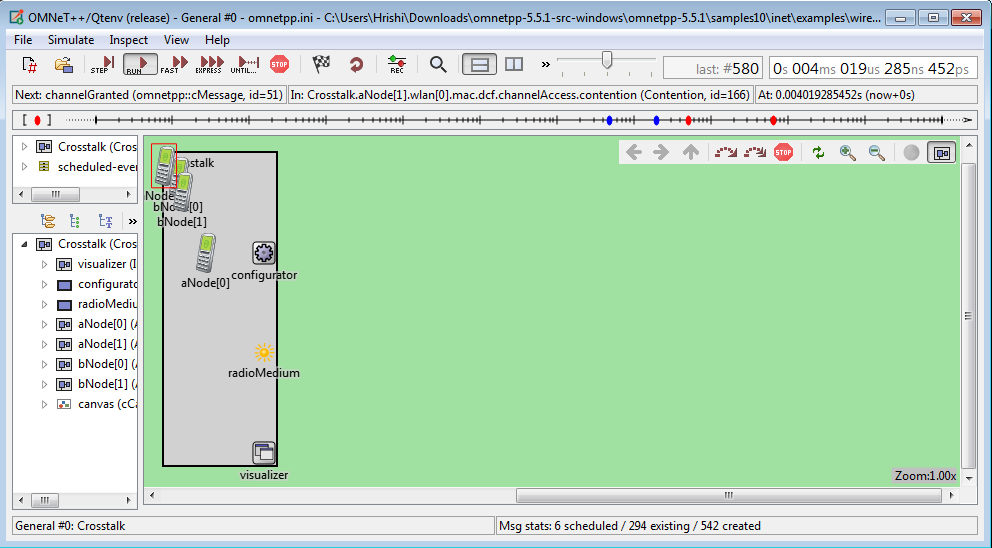 OMNeT++/Qtenv (release) - General #0 - omnetpp.ini - C:\Users\Hrishi\Downloads\omnetpp-5.5.1-src-windows\omnetpp-5.5.1\samples10\inet\examples\wire...
File Simulate Inspect View Help
STEP RUN FAST EXPRESS UNTIL... STOP REC » last: #580 0s 004ms 019us 285ns 452ps
Next: channelGranted (omnetpp::cMessage, id=51) In: Crosstalk.aNode[1].wlan[0].mac.dcf.channelAccess.contention (Contention, id=166) At: 0.004019285452s (now+0s)
Crosstalk (Cros
scheduled-eve
»
Crosstalk (Cros
visualizer (I
configurato
radioMediu
aNode[0] (A
aNode[1] (A
bNode[0] (A
bNode[1] (A
canvas (cCa
STOP
stalk
Node
bNode[0]
bNode[1]
aNode[0]
configurator
radioMedium
visualizer
Zoom:1.00x
General #0: Crosstalk
Msg stats: 6 scheduled / 294 existing / 542 created